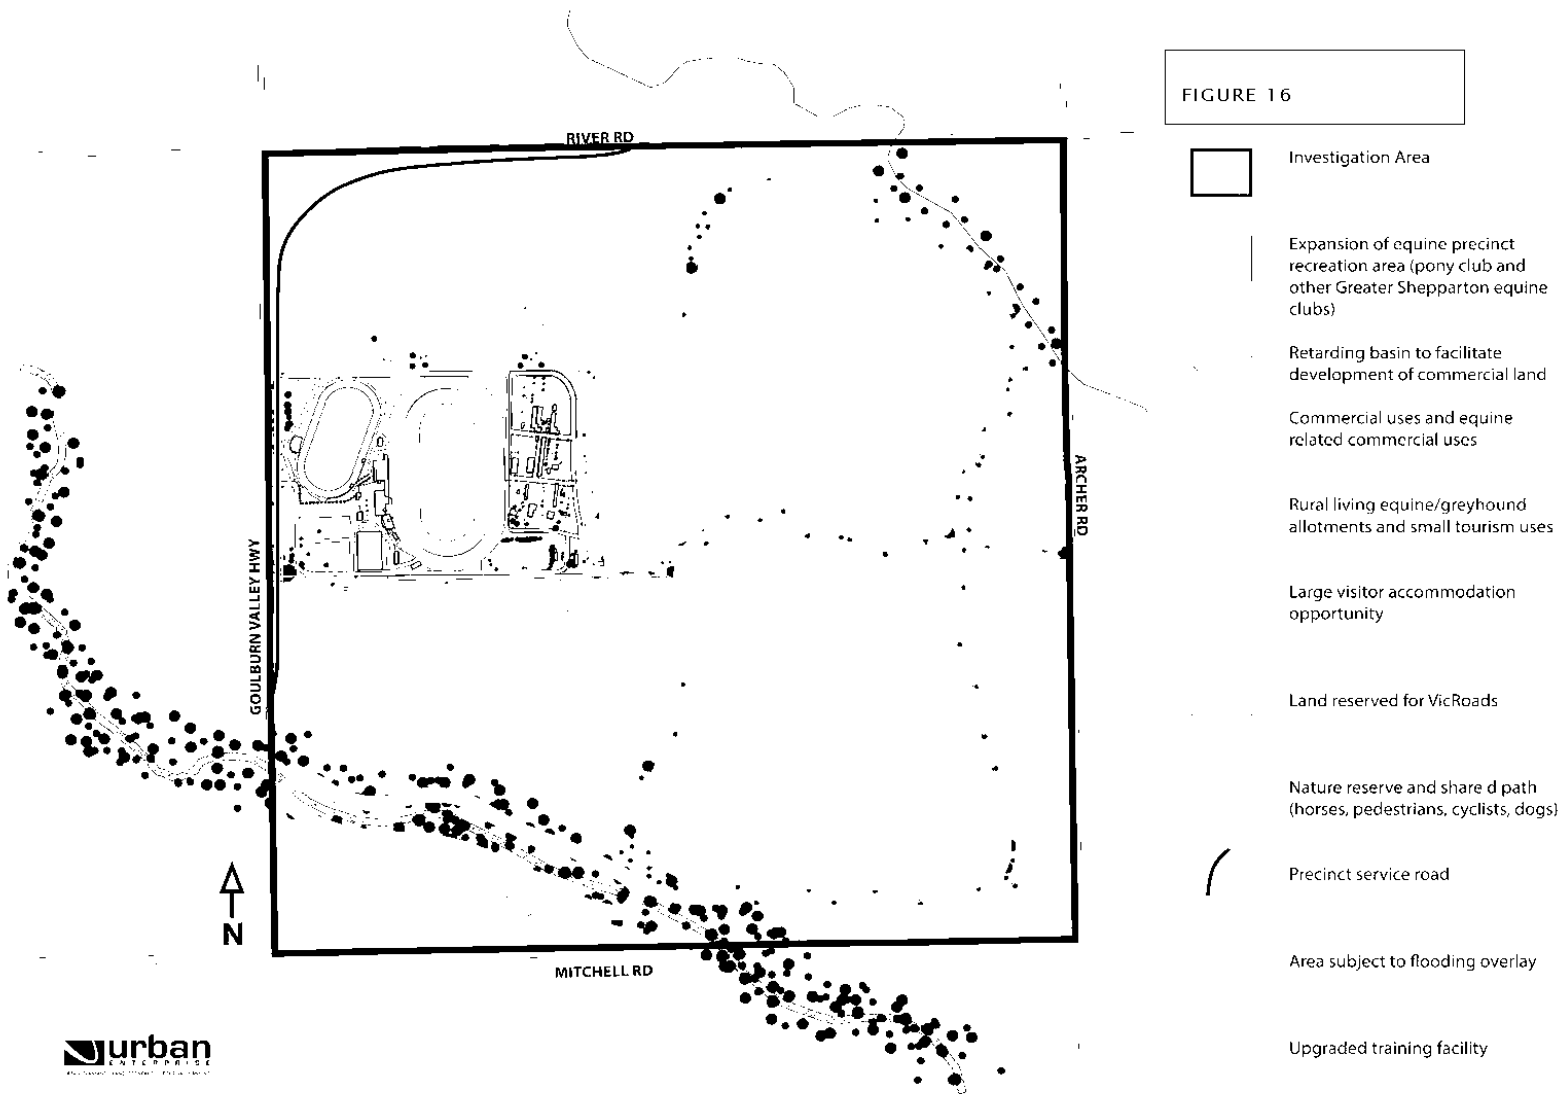 FIGURE 16
RIVER RD
Investigation Area
Expansion of equine precinct
recreation area (pony club and
other Greater Shepparton equine
clubs)
Retarding basin to facilitate
development of commercial land
Commercial uses and equine
related commercial uses
Rural living equine/greyhound
allotments and small tourism uses
Large visitor accommodation
opportunity
Land reserved for VicRoads
Nature reserve and share d path
(horses, pedestrians, cyclists, dogs)
Precinct service road
Area subject to flooding overlay
Upgraded training facility
ARCHER RD
GOULBURN VALLEY HWY
N
MITCHELL RD
urban
ENTERPRISE